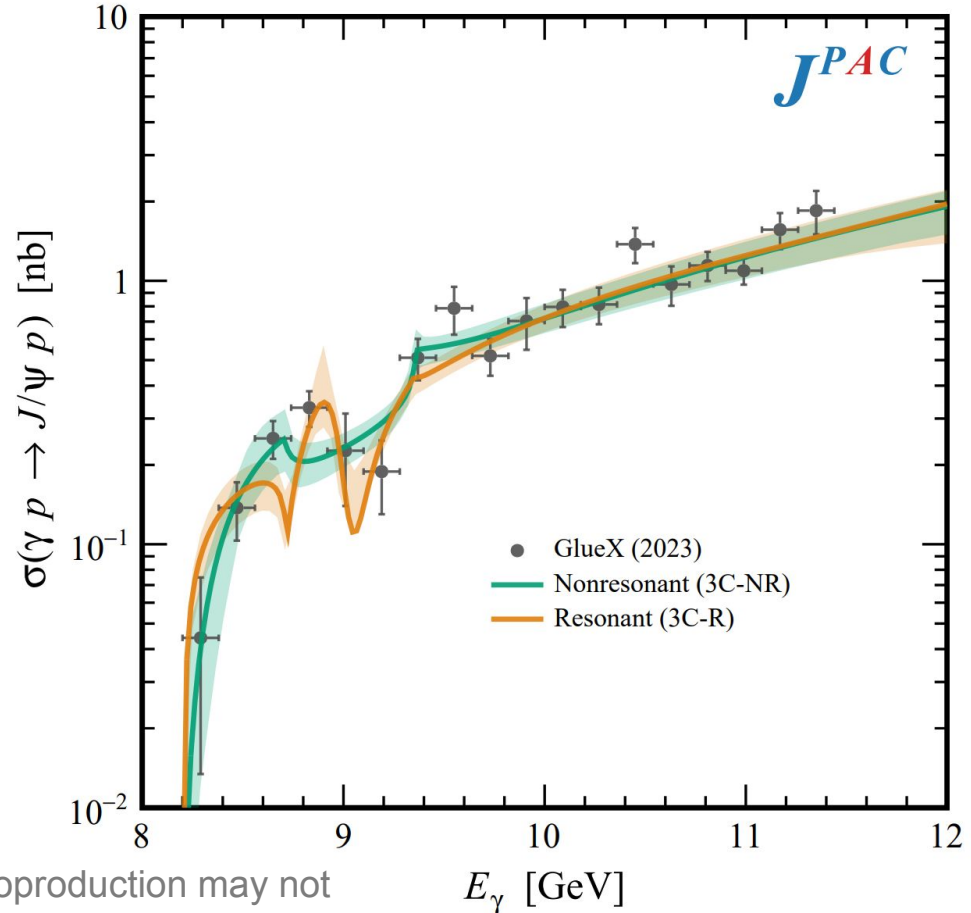 10
J PAC
1
10⁻¹
10⁻²
σ(γ p → J/ψ p) [nb]
GlueX (2023)
Nonresonant (3C-NR)
Resonant (3C-R)
8 9 10 11 12
E_γ [GeV]
oproduction may not